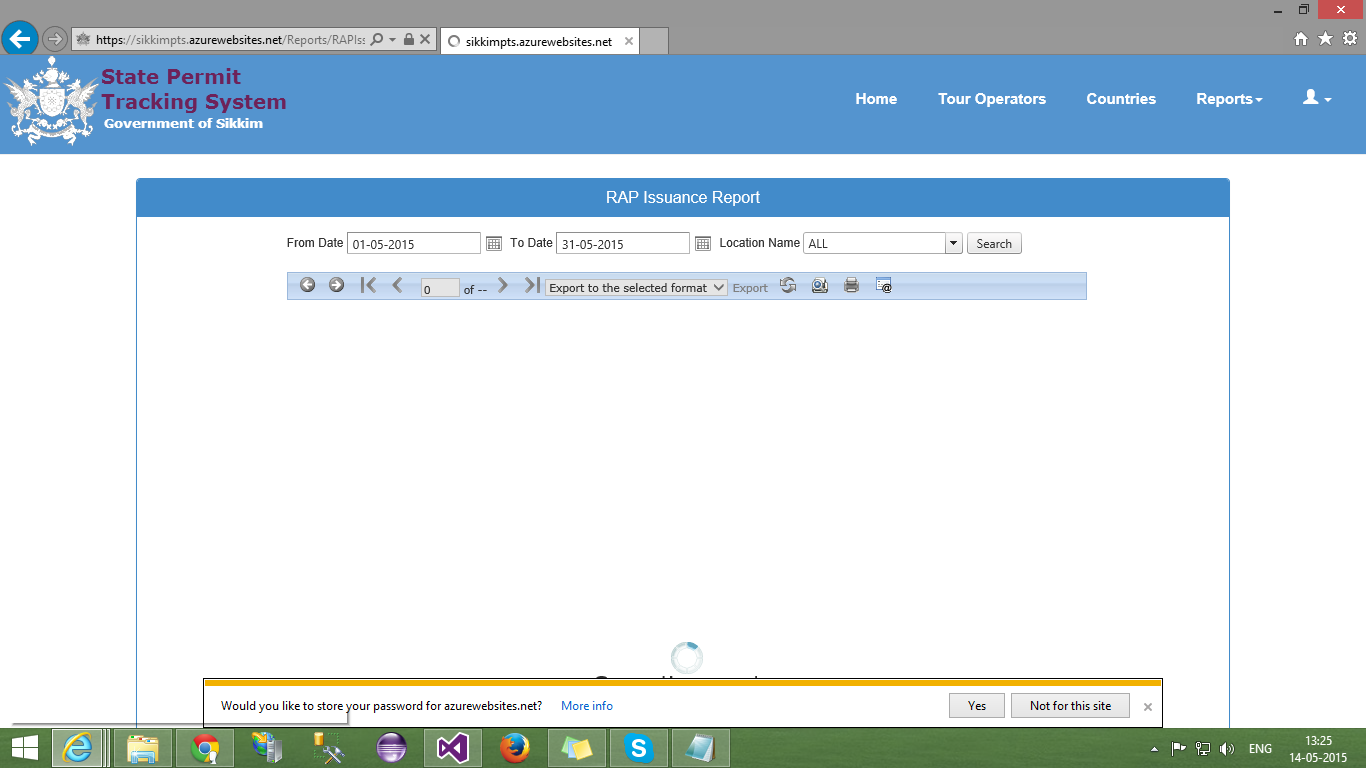 https://sikkimpts.azurewebsites.net/Reports/RAPIss
sikkimpts.azurewebsites.net
State Permit
Tracking System
Government of Sikkim
Home Tour Operators Countries Reports
RAP Issuance Report
From Date 01-05-2015 To Date 31-05-2015 Location Name ALL Search
0 of -- Export to the selected format Export
Would you like to store your password for azurewebsites.net? More info Yes Not for this site
ENG
13:25
14-05-2015